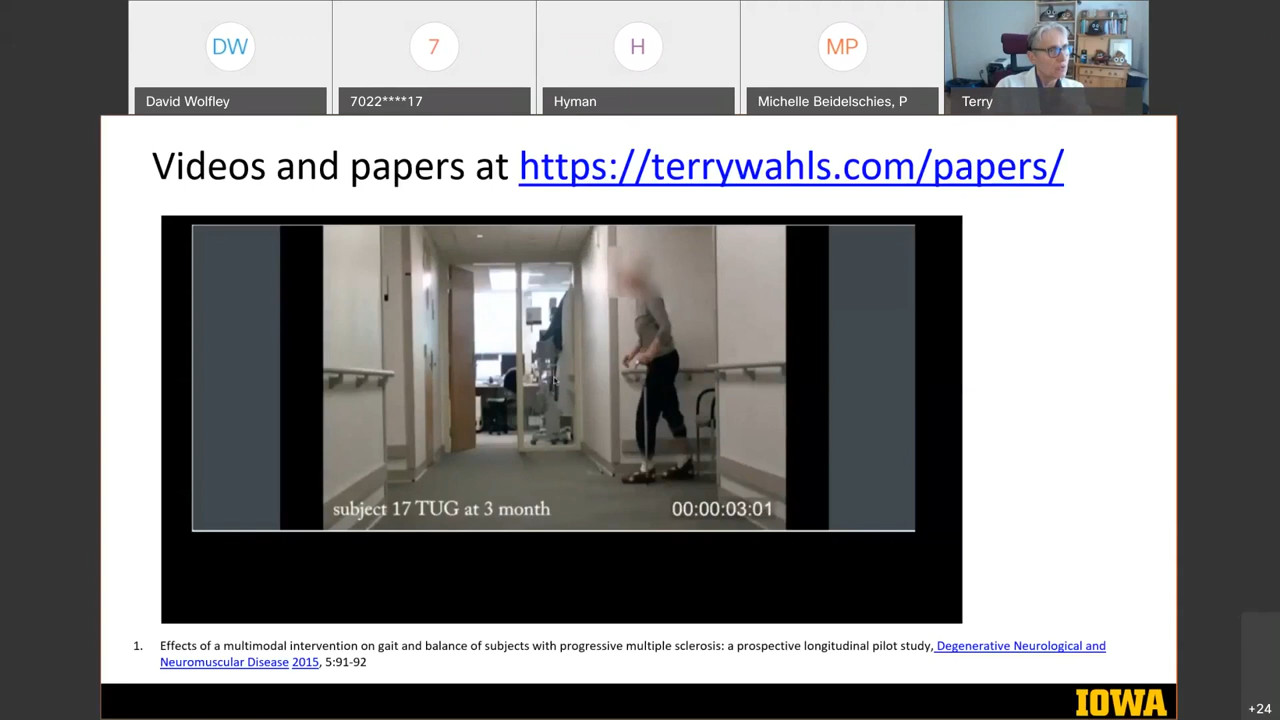 DW
7
H
MP
David Wolfley
7022****17
Hyman
Michelle Beidelschies, P
Terry
Videos and papers at https://terrywahls.com/papers/
subject 17 TUG at 3 month
00:00:03:01
1. Effects of a multimodal intervention on gait and balance of subjects with progressive multiple sclerosis: a prospective longitudinal pilot study, Degenerative Neurological and
Neuromuscular Disease 2015, 5:91-92
IOWA
+24